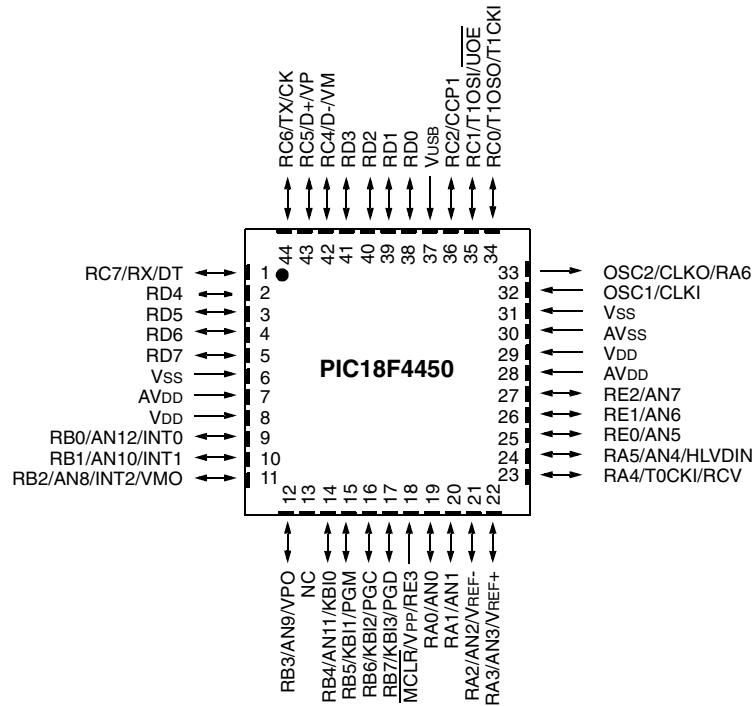 RC6/TX/CK
RC5/D+/VP
RC4/D-/VM
RD3
RD2
RD1
RD0
VUSB
RC2/CCP1
RC1/T1OSI/UOE
RC0/T1OSO/T1CKI
44
43
42
41
40
39
38
37
36
35
34
RC7/RX/DT
1
RD4
2
RD5
3
RD6
4
RD7
5
VSS
6
AVDD
7
VDD
8
RB0/AN12/INT0
9
RB1/AN10/INT1
10
RB2/AN8/INT2/VMO
11
PIC18F4450
33
OSC2/CLKO/RA6
32
OSC1/CLKI
31
VSS
30
AVSS
29
VDD
28
AVDD
27
RE2/AN7
26
RE1/AN6
25
RE0/AN5
24
RA5/AN4/HLVDIN
23
RA4/T0CKI/RCV
12
13
14
15
16
17
18
19
20
21
22
RB3/AN9/VPO
NC
RB4/AN11/KBI0
RB5/KBI1/PGM
RB6/KBI2/PGC
RB7/KBI3/PGD
MCLR/VPP/RE3
RA0/AN0
RA1/AN1
RA2/AN2/VREF-
RA3/AN3/VREF+